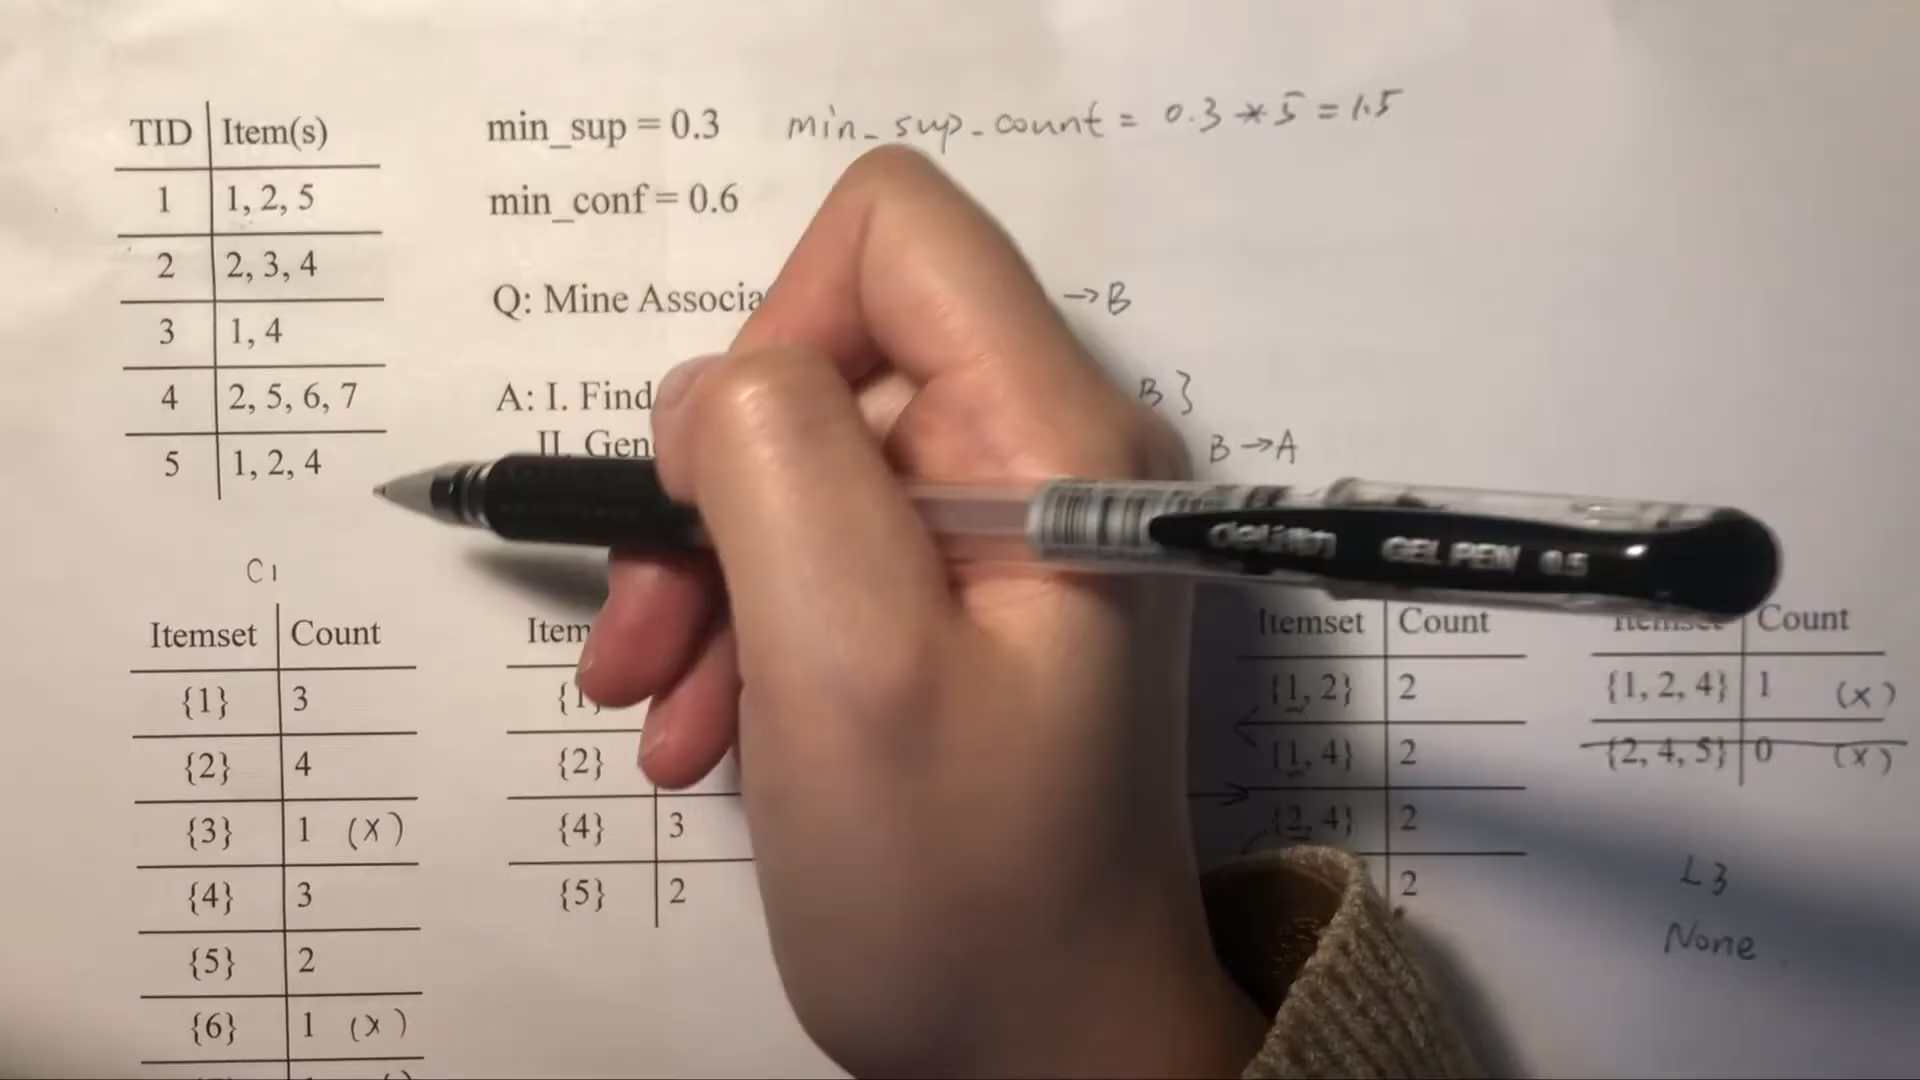 TID Item(s)
1 1, 2, 5
2 2, 3, 4
3 1, 4
4 2, 5, 6, 7
5 1, 2, 4
min_sup = 0.3 min_sup_count = 0.3 * 5 = 1.5
min_conf = 0.6
Q: Mine Associa →B
A: I. Find B }
II. Gen B →A
GEL PEN 0.5
C1
Itemset Count
{1} 3
{2} 4
{3} 1 (X)
{4} 3
{5} 2
{6} 1 (X)
Item
{1}
{2}
{4} 3
{5} 2
Itemset Count
{1, 2} 2
{1, 4} 2
{2, 4} 2
2
Itemset Count
{1, 2, 4} 1 (X)
{2, 4, 5} 0 (X)
L3
None